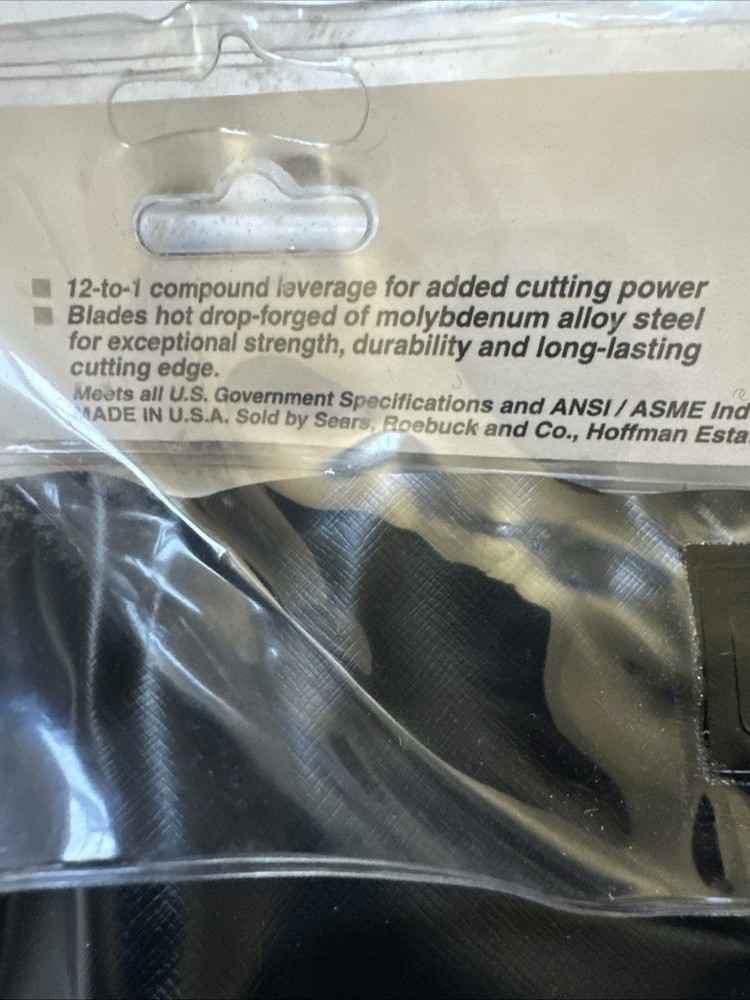 12-to-1 compound leverage for added cutting power
Blades hot drop-forged of molybdenum alloy steel
for exceptional strength, durability and long-lasting
cutting edge.
Meets all U.S. Government Specifications and ANSI / ASME Ind
MADE IN U.S.A. Sold by Sears, Roebuck and Co., Hoffman Esta